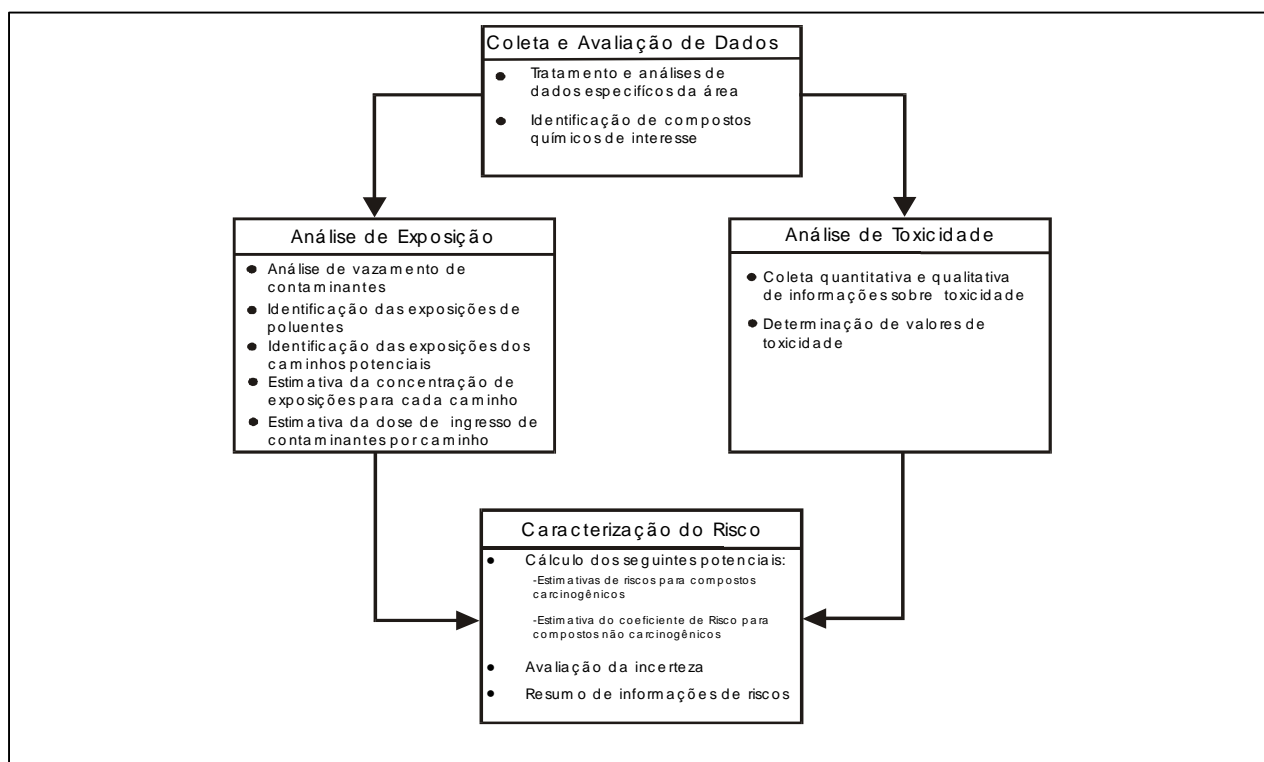 Coleta e Avaliação de Dados
● Tratamento e análises de
dados especifícos da área
● Identificação de compostos
químicos de interesse
Análise de Exposição
● Análise de vazamento de
contaminantes
● Identificação das exposições de
poluentes
● Identificação das exposições dos
caminhos potenciais
● Estimativa da concentração de
exposições para cada caminho
● Estimativa da dose de ingresso de
contaminantes por caminho
Análise de Toxicidade
● Coleta quantitativa e qualitativa
de informações sobre toxicidade
● Determinação de valores de
toxicidade
Caracterização do Risco
● Cálculo dos seguintes potenciais:
-Estimativas de riscos para compostos
carcinogênicos
-Estimativa do coeficiente de Risco para
compostos não carcinogênicos
● Avaliação da incerteza
● Resumo de informações de riscos